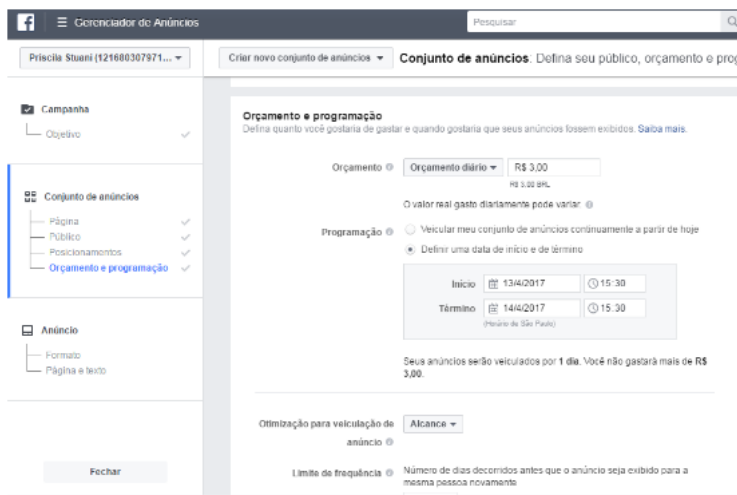 f Gerenciador de Anúncios Pesquisar
Priscila Stuani (121680307971...
Criar novo conjunto de anúncios Conjunto de anúncios: Defina seu público, orçamento e prog
Campanha
Objetivo
Conjunto de anúncios
Página
Público
Posicionamentos
Orçamento e programação
Anúncio
Formato
Página e texto
Fechar
Orçamento e programação
Defina quanto você gostaria de gastar e quando gostaria que seus anúncios fossem exibidos. Saiba mais.
Orçamento Orçamento diário R$ 3,00
R$ 3,00 BRL
O valor real gasto diariamente pode variar.
Programação Veicular meu conjunto de anúncios continuamente a partir de hoje
Definir uma data de início e de término
Início 13/4/2017 15:30
Término 14/4/2017 15:30
(Horário de São Paulo)
Seus anúncios serão veiculados por 1 dia. Você não gastará mais de R$
3,00.
Otimização para veiculação de Alcance
anúncio
Limite de frequência Número de dias decorridos antes que o anúncio seja exibido para a
mesma pessoa novamente